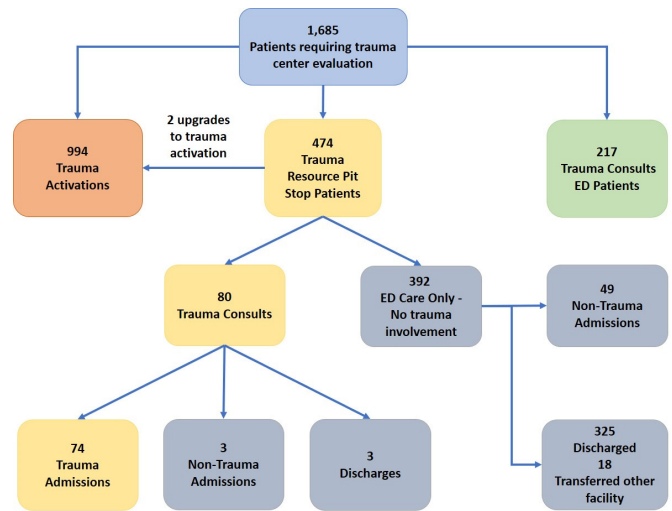 1,685
Patients requiring trauma
center evaluation
2 upgrades
to trauma
activation
994
Trauma
Activations
474
Trauma
Resource Pit
Stop Patients
217
Trauma Consults
ED Patients
80
Trauma Consults
392
ED Care Only -
No trauma
involvement
49
Non-Trauma
Admissions
74
Trauma
Admissions
3
Non-Trauma
Admissions
3
Discharges
325
Discharged
18
Transferred other
facility